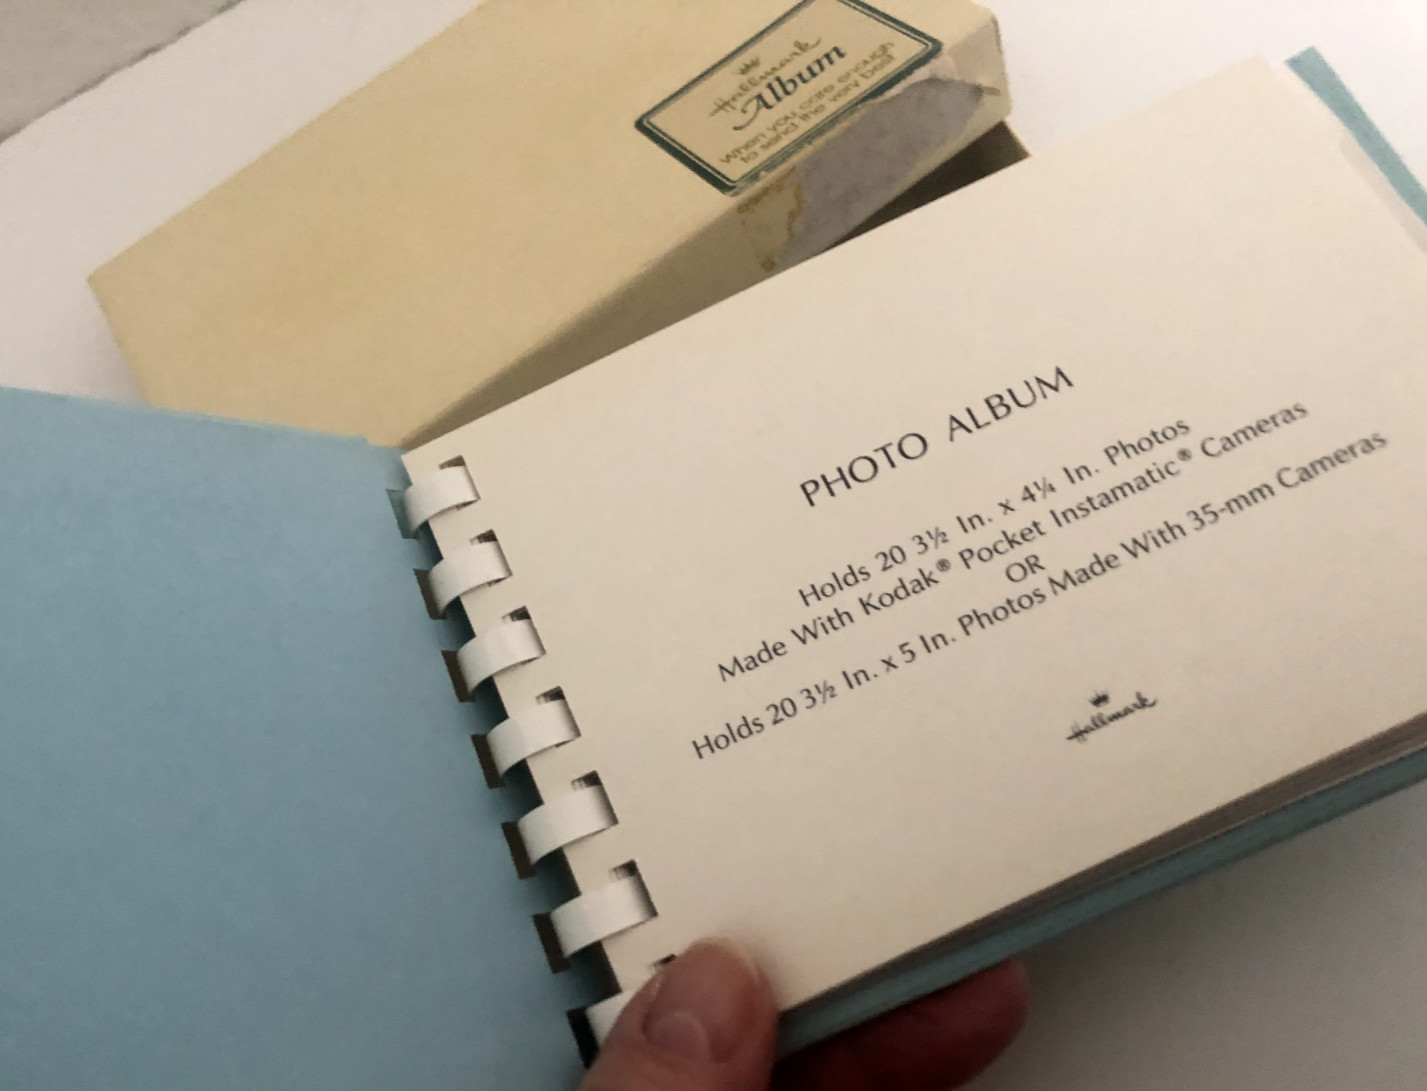 Hallmark
Album
When you care enough
to send the very best
PHOTO ALBUM
Holds 20 3½ In. x 4¼ In. Photos
Made With Kodak® Pocket Instamatic® Cameras
OR
Holds 20 3½ In. x 5 In. Photos Made With 35-mm Cameras
Hallmark